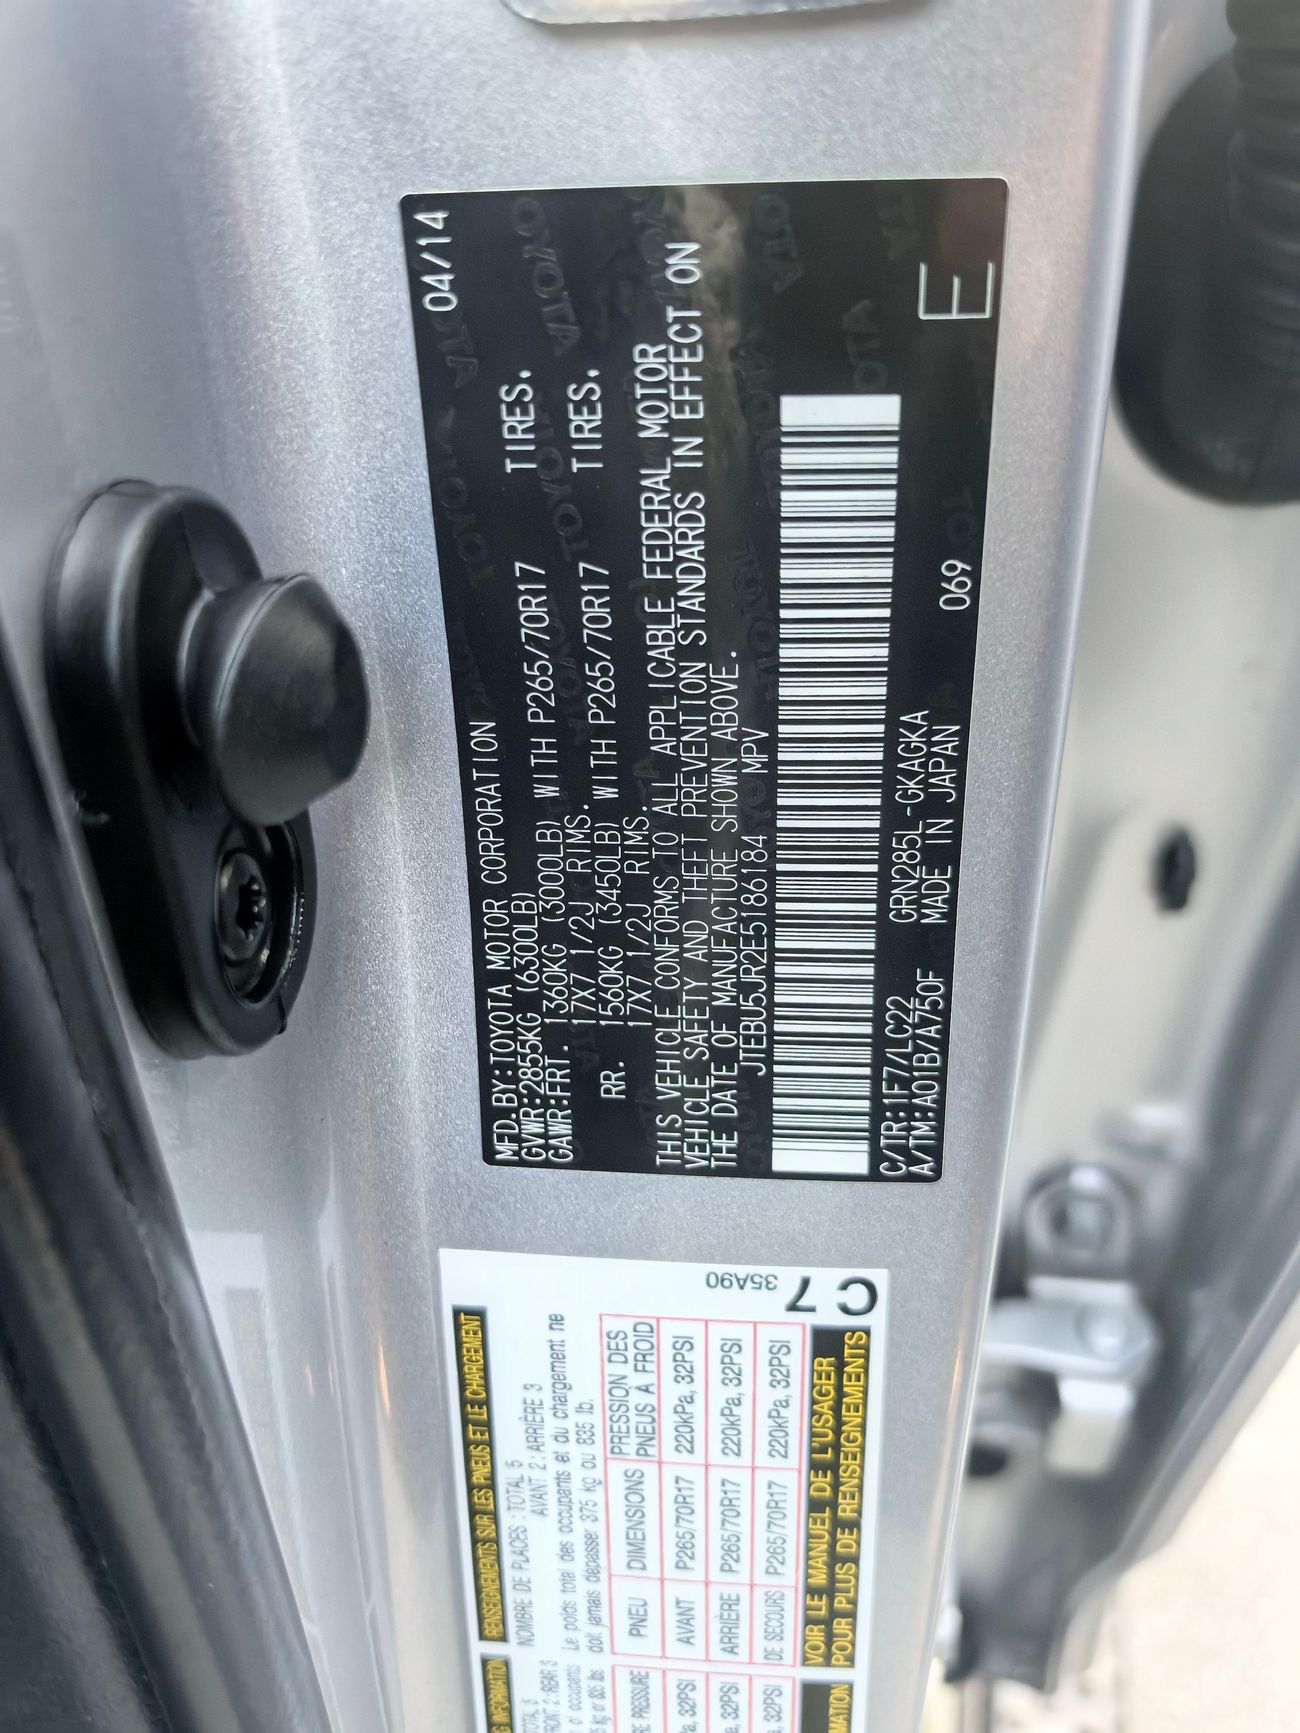 04/14
MFD.BY:TOYOTA MOTOR CORPORATION
GVWR:2855KG (6300LB)
GAWR:FRT. 1360KG (3000LB) WITH P265/70R17 TIRES.
17X7 1/2J RIMS.
RR. 1560KG (3450LB) WITH P265/70R17 TIRES.
17X7 1/2J RIMS.
THIS VEHICLE CONFORMS TO ALL APPLICABLE FEDERAL MOTOR
VEHICLE SAFETY AND THEFT PREVENTION STANDARDS IN EFFECT ON
THE DATE OF MANUFACTURE SHOWN ABOVE.
JTEBU5JR2E5186184 MPV
C/TR:1F7/LC22 GRN285L-GKAGKA
A/TM:A01B/A750F MADE IN JAPAN 069 E
RENSEIGNEMENTS SUR LES PNEUS ET LE CHARGEMENT
NOMBRE DE PLACES :TOTAL 5
AVANT 2:ARRIÈRE 3
Le poids total des occupants et du chargement ne
doit jamais dépasser 375 kg ou 835 lb.
PNEU DIMENSIONS PRESSION DES PNEUS À FROID
AVANT P265/70R17 220kPa, 32PSI
ARRIÈRE P265/70R17 220kPa, 32PSI
DE SECOURS P265/70R17 220kPa, 32PSI
VOIR LE MANUEL DE L'USAGER
POUR PLUS DE RENSEIGNEMENTS
35A90
C 7